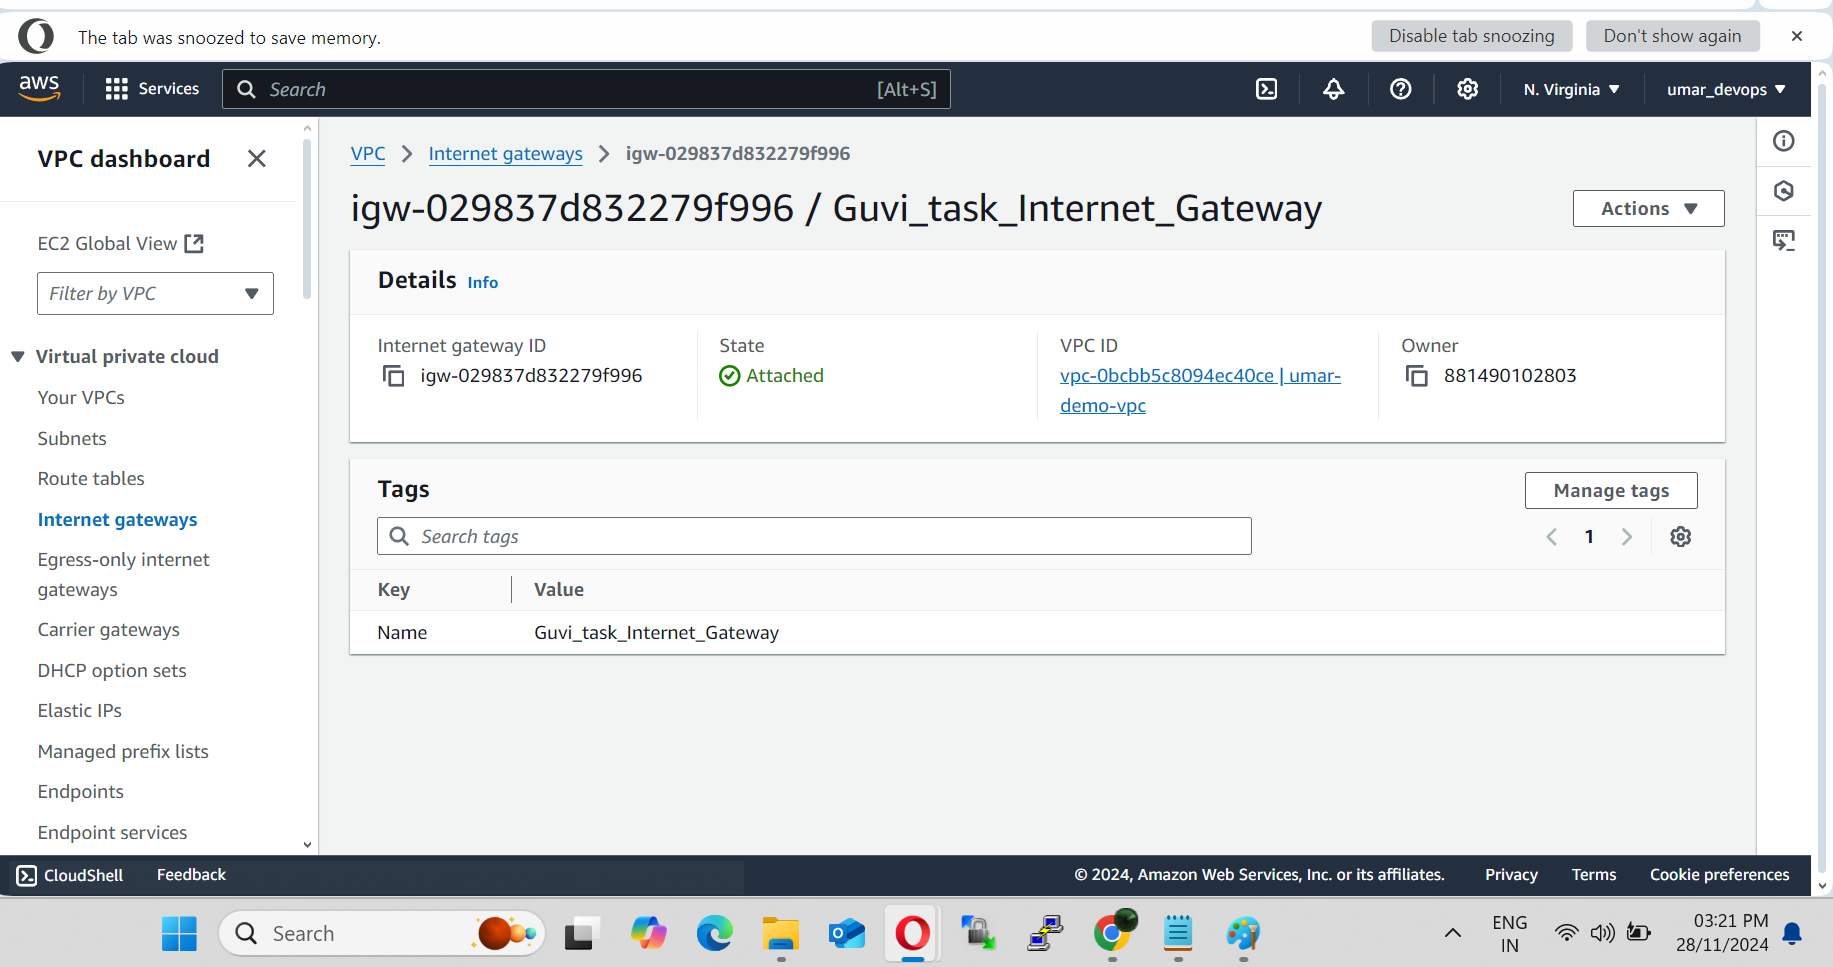 The tab was snoozed to save memory.
Disable tab snoozing
Don't show again
aws
Services
Search
[Alt+S]
N. Virginia
umar_devops
VPC dashboard
EC2 Global View
Filter by VPC
Virtual private cloud
Your VPCs
Subnets
Route tables
Internet gateways
Egress-only internet
gateways
Carrier gateways
DHCP option sets
Elastic IPs
Managed prefix lists
Endpoints
Endpoint services
VPC
Internet gateways
igw-029837d832279f996
igw-029837d832279f996 / Guvi_task_Internet_Gateway
Actions
Details Info
Internet gateway ID
igw-029837d832279f996
State
Attached
VPC ID
vpc-0bcbb5c8094ec40ce | umar-
demo-vpc
Owner
881490102803
Tags
Manage tags
Search tags
1
Key Value
Name Guvi_task_Internet_Gateway
CloudShell
Feedback
© 2024, Amazon Web Services, Inc. or its affiliates.
Privacy
Terms
Cookie preferences
Search
ENG
IN
03:21 PM
28/11/2024